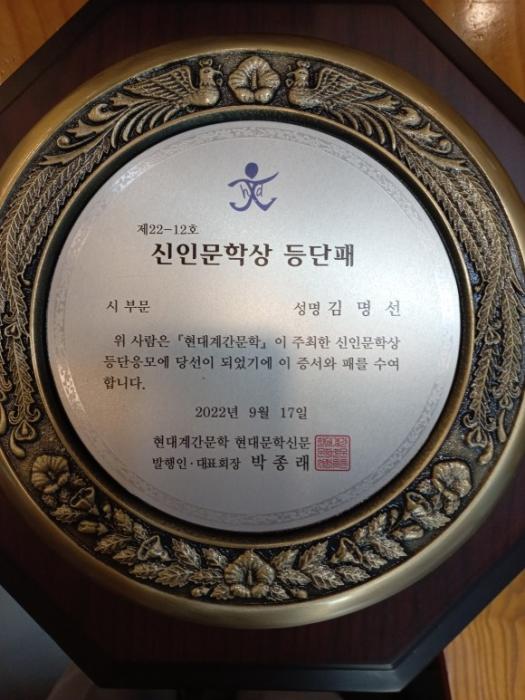 hyd
제22-12호
신인문학상 등단패
시 부문 성명 김 명 선
위 사람은 『현대계간문학』이 주최한 신인문학상
등단응모에 당선이 되었기에 이 증서와 패를 수여
합니다.
2022년 9월 17일
현대계간문학 현대문학신문
발행인·대표회장 박 종 래